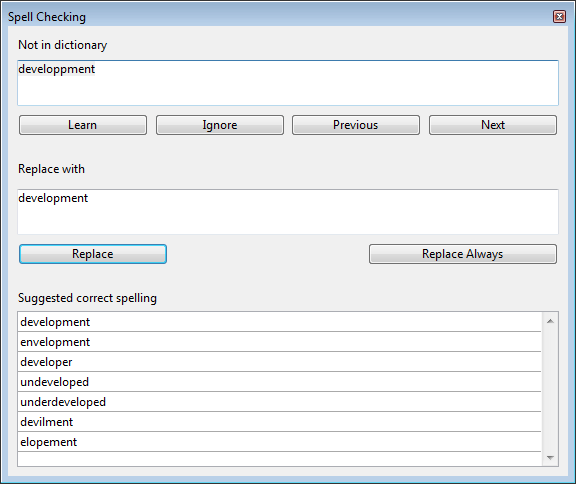 Spell Checking
Not in dictionary
developpment
Learn Ignore Previous Next
Replace with
development
Replace Replace Always
Suggested correct spelling
development
envelopment
developer
undeveloped
underdeveloped
devilment
elopement